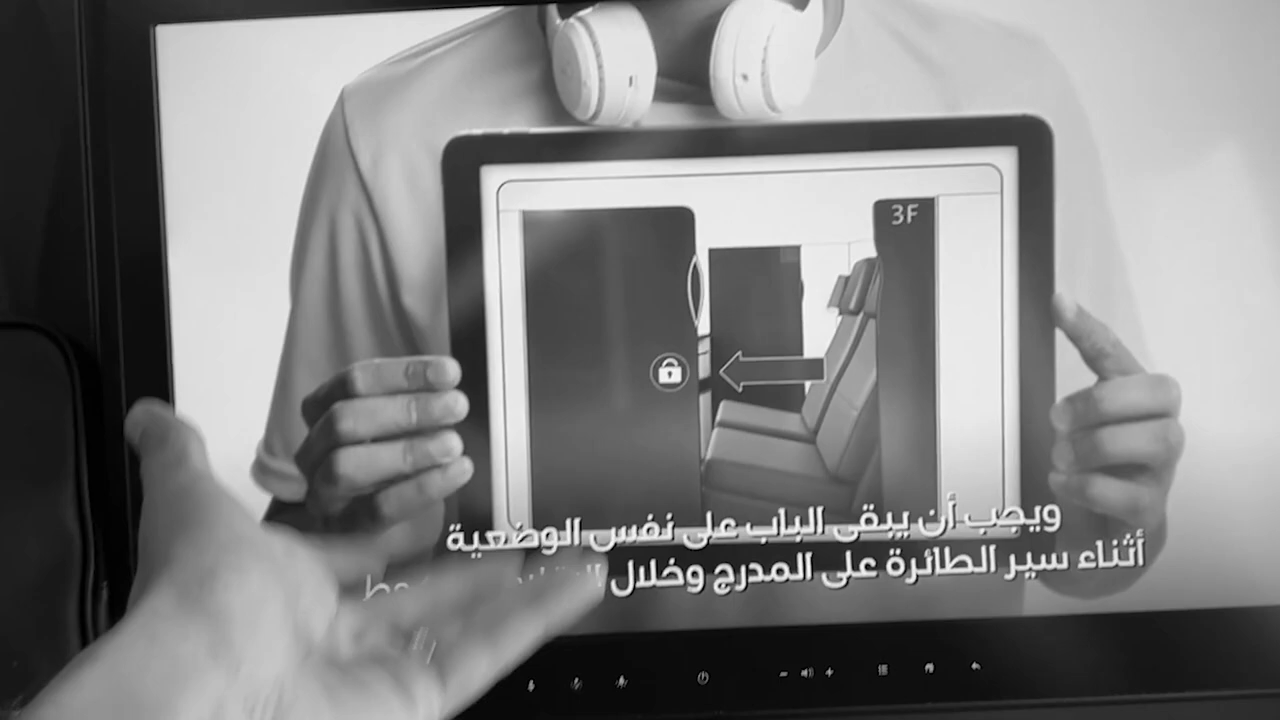 3F
ويجب أن يبقى الباب على نفس الوضعية
أثناء سير الطائرة على المدرج وخلال